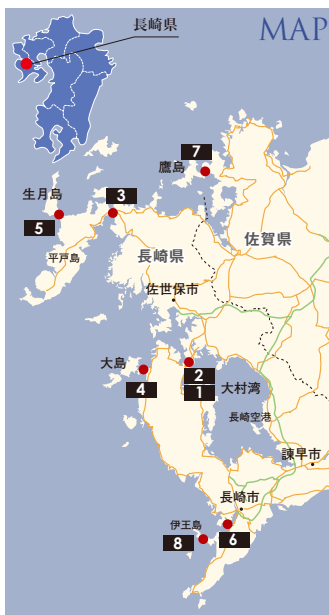 長崎県
MAP
7
鷹島
生月島
3
5
平戸島
長崎県
佐賀県
佐世保市
大島
4
2
1
大村湾
長崎空港
諫早市
長崎市
伊王島
8
6